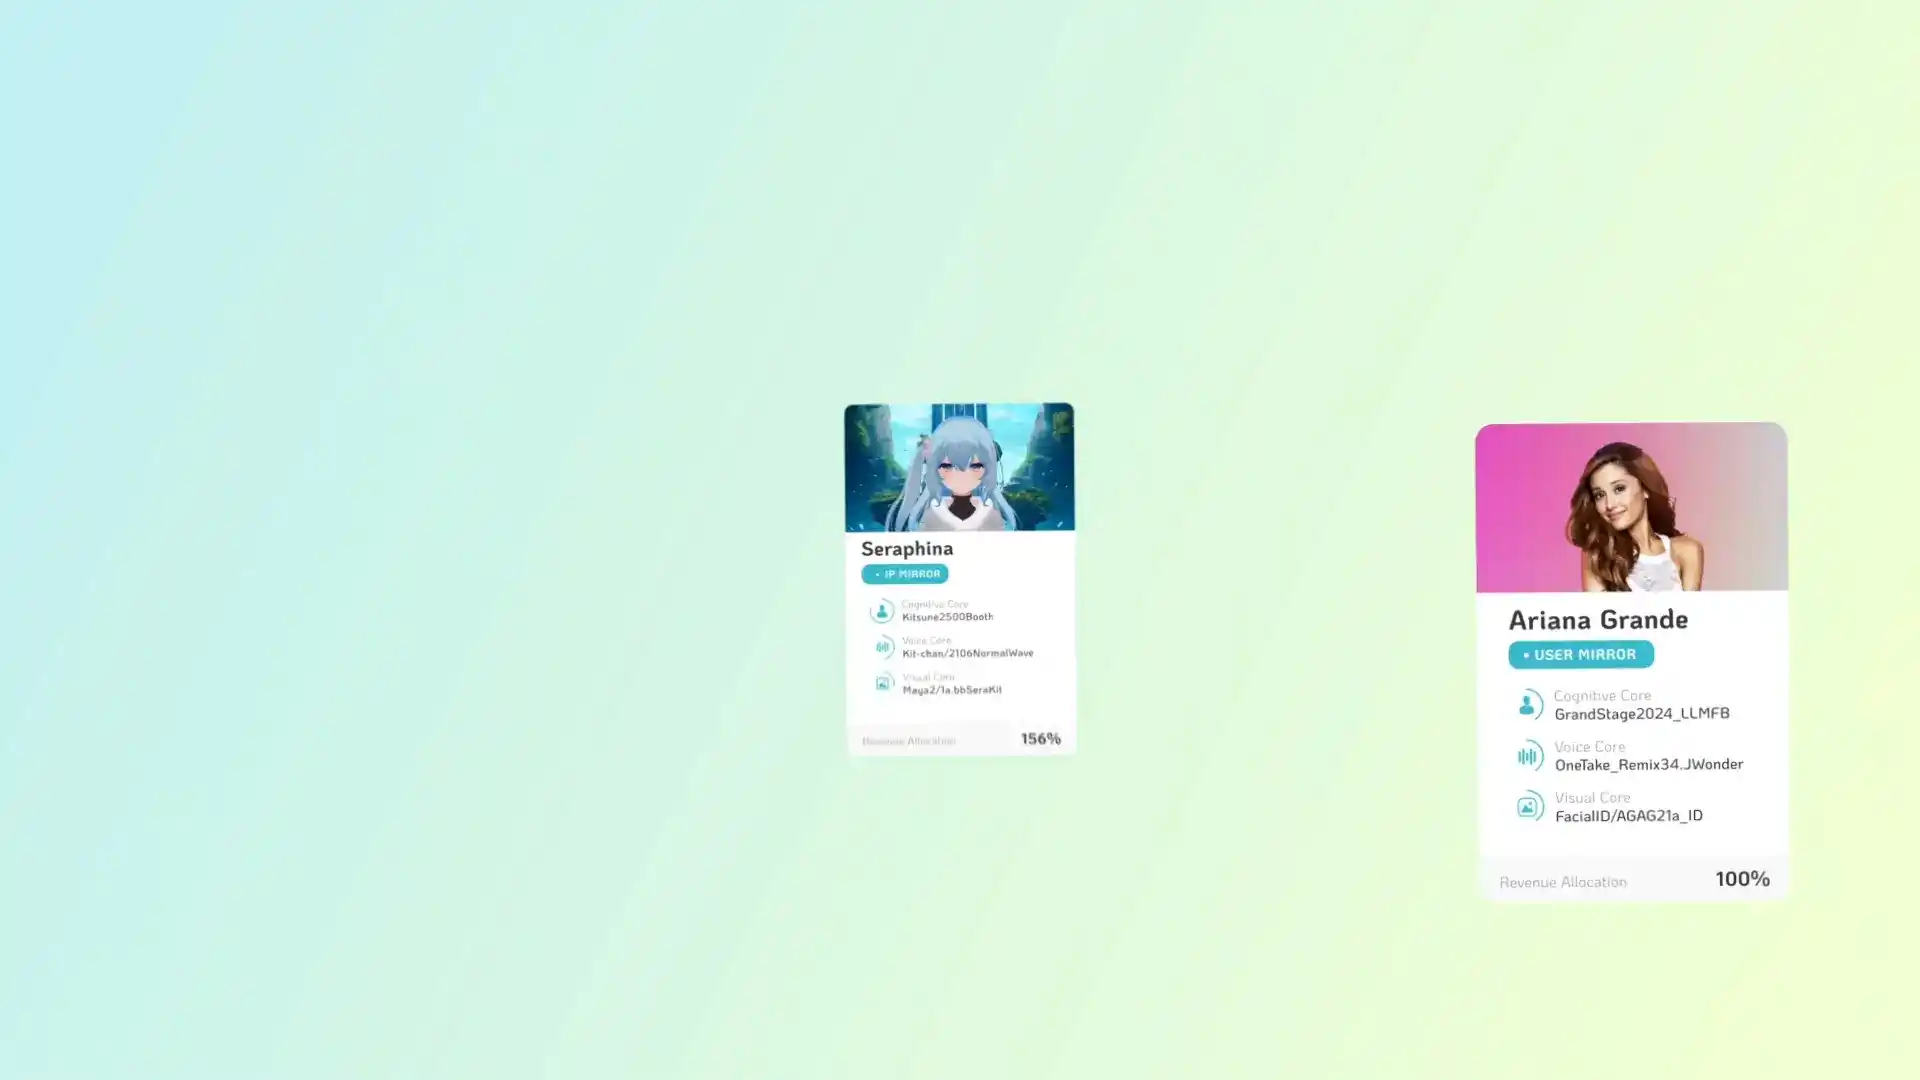 Seraphina
• IP MIRROR
Cognitive Core
Kitsune2500Booth
Voice Core
Kit-chan/2106NormalWave
Visual Core
Maya2/1a.bbSeraKit
Revenue Allocation 156%
Ariana Grande
• USER MIRROR
Cognitive Core
GrandStage2024_LLMFB
Voice Core
OneTake_Remix34.JWonder
Visual Core
FacialID/AGAG21a_ID
Revenue Allocation 100%